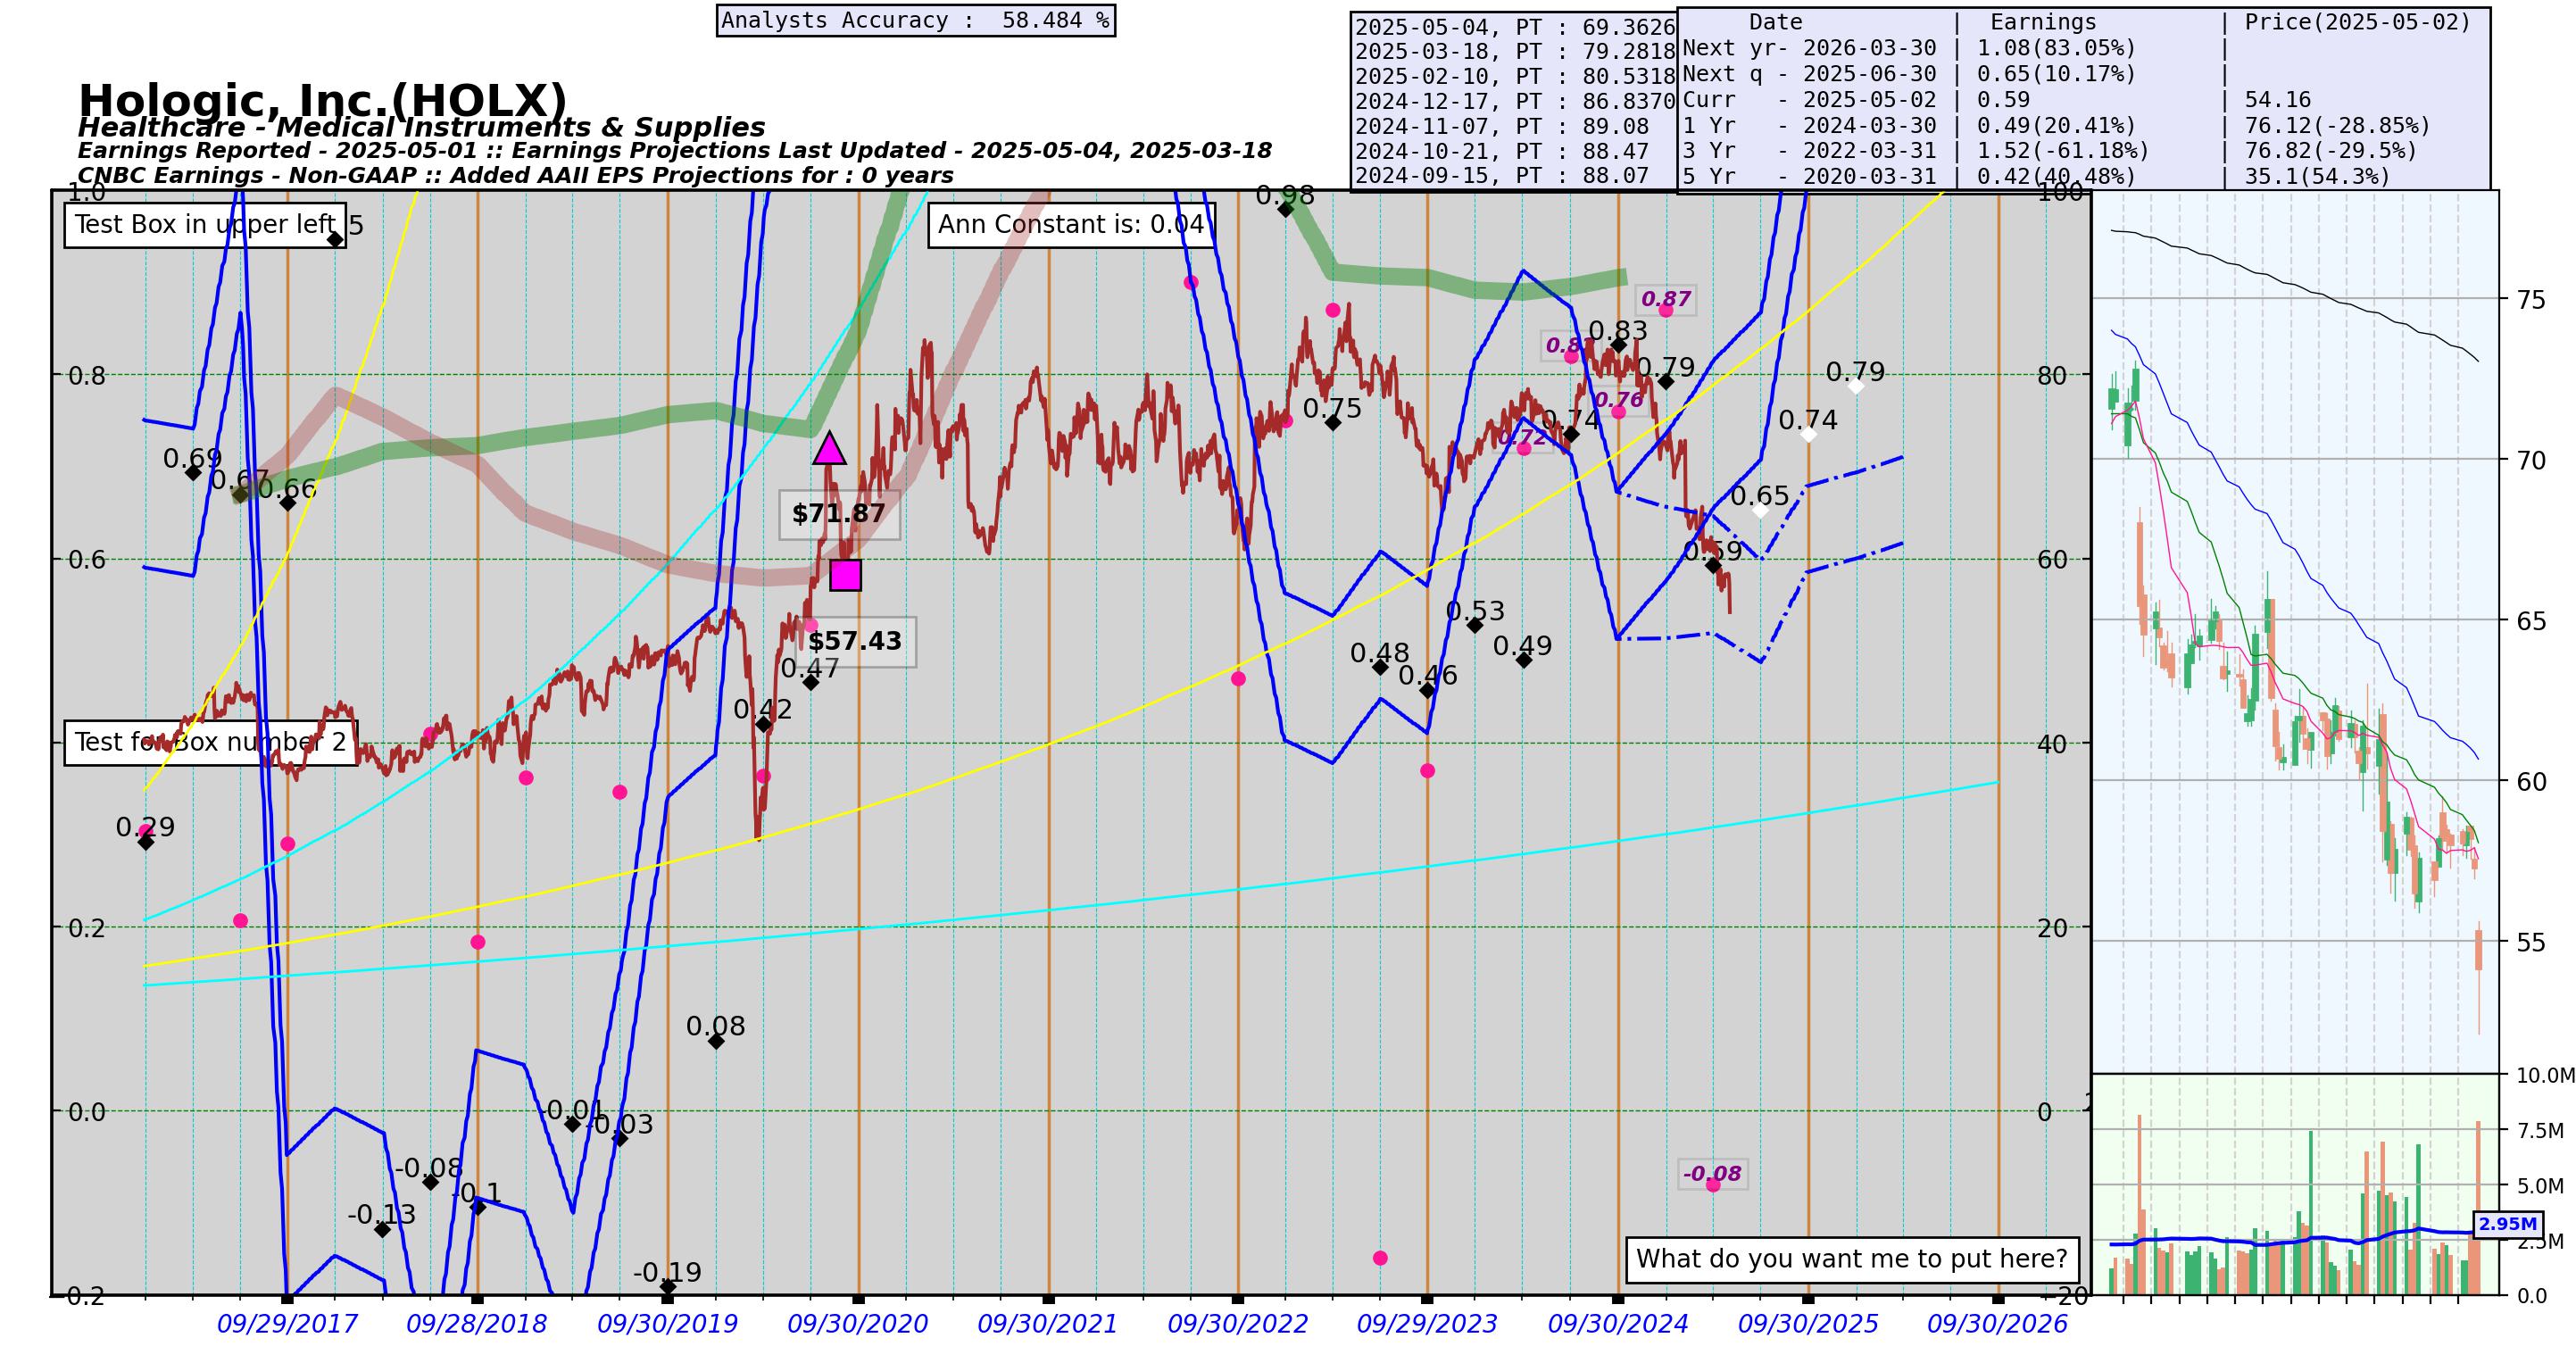 Analysts Accuracy :  58.484 %
2025-05-04, PT : 69.3626
2025-03-18, PT : 79.2818
2025-02-10, PT : 80.5318
2024-12-17, PT : 86.8370
2024-11-07, PT : 89.08
2024-10-21, PT : 88.47
2024-09-15, PT : 88.07
Date | Earnings | Price(2025-05-02)
Next yr- 2026-03-30 | 1.08(83.05%) |
Next q - 2025-06-30 | 0.65(10.17%) |
Curr - 2025-05-02 | 0.59 | 54.16
1 Yr - 2024-03-30 | 0.49(20.41%) | 76.12(-28.85%)
3 Yr - 2022-03-31 | 1.52(-61.18%) | 76.82(-29.5%)
5 Yr - 2020-03-31 | 0.42(40.48%) | 35.1(54.3%)
Hologic, Inc.(HOLX)
Healthcare - Medical Instruments & Supplies
Earnings Reported - 2025-05-01 :: Earnings Projections Last Updated - 2025-05-04, 2025-03-18
CNBC Earnings - Non-GAAP :: Added AAII EPS Projections for : 0 years
1.0
0.8
0.6
0.2
0.0
-0.2
Test Box in upper left
5
Ann Constant is: 0.04
Test for Box number 2
What do you want me to put here?
0.29
0.69
0.67
0.66
-0.13
-0.08
-0.1
-0.01
-0.03
-0.19
0.08
0.42
0.47
$71.87
$57.43
0.98
0.75
0.48
0.46
0.53
0.49
0.72
0.74
0.8
0.83
0.76
0.87
0.79
0.59
-0.08
0.65
0.74
0.79
100
80
60
40
20
0
-20
75
70
65
60
55
10.0M
7.5M
5.0M
2.95M
2.5M
0.0
09/29/2017
09/28/2018
09/30/2019
09/30/2020
09/30/2021
09/30/2022
09/29/2023
09/30/2024
09/30/2025
09/30/2026